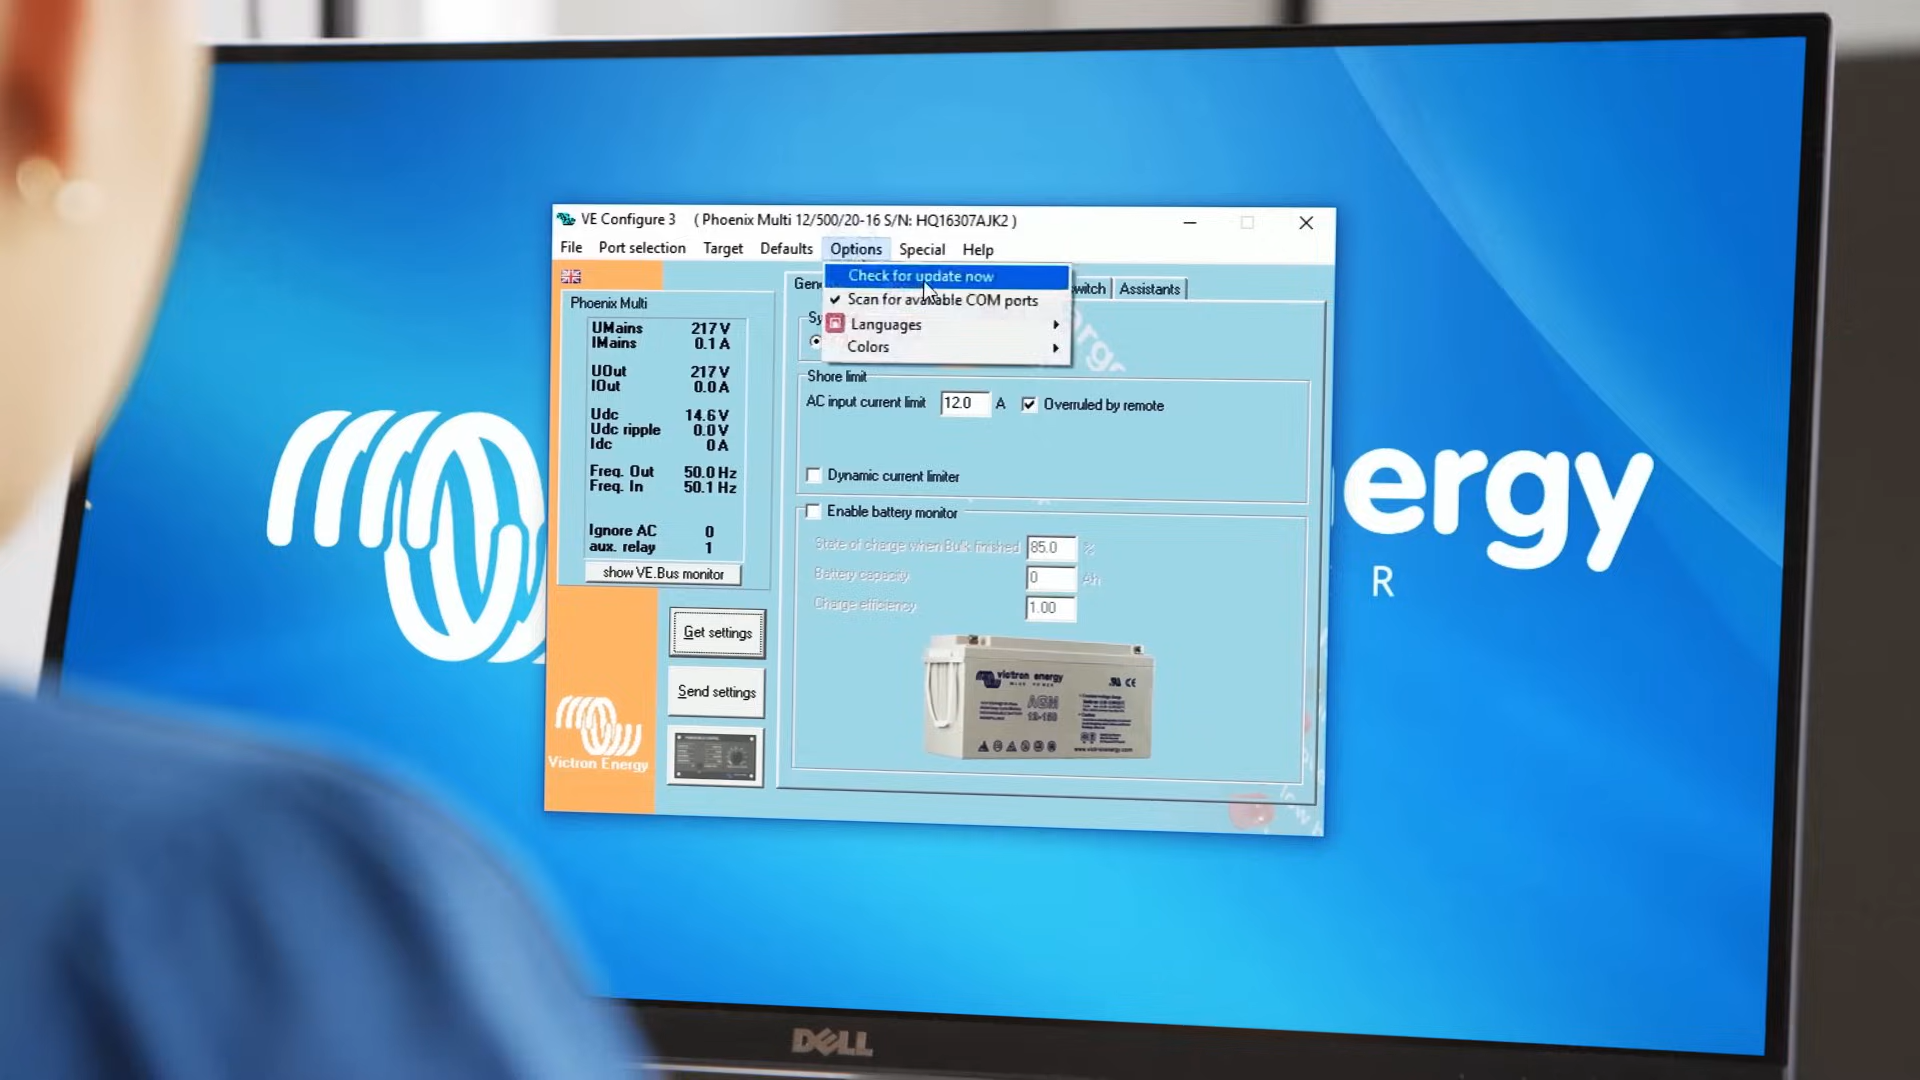 VE Configure 3 ( Phoenix Multi 12/500/20-16 S/N: HQ16307AJK2 )
File Port selection Target Defaults Options Special Help
Check for update now
Scan for available COM ports
Languages
Colors
Assistants
Phoenix Multi
UMains 217 V
IMains 0.1 A
UOut 217 V
IOut 0.0 A
Udc 14.6 V
Udc ripple 0.0 V
Idc 0 A
Freq. Out 50.0 Hz
Freq. In 50.1 Hz
Ignore AC 0
aux. relay 1
show VE.Bus monitor
Get settings
Send settings
Victron Energy
Shore limit
AC input current limit 12.0 A Overruled by remote
Dynamic current limiter
Enable battery monitor
State of charge when Bulk finished 85.0 %
Battery capacity 0 Ah
Charge efficiency 1.00
victron energy
BLUE POWER
AGM
www.victronenergy.com
ergy
R
DELL